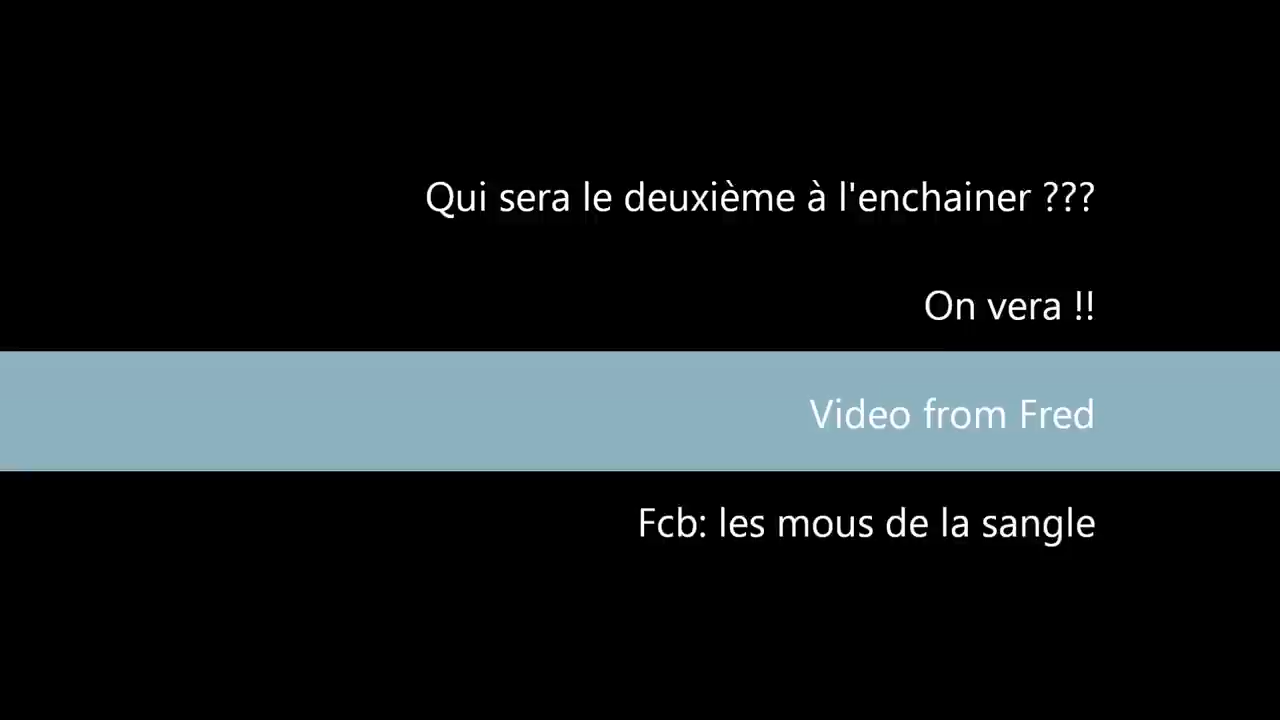 Qui sera le deuxième à l'enchainer ???
On vera !!
Video from Fred
Fcb: les mous de la sangle